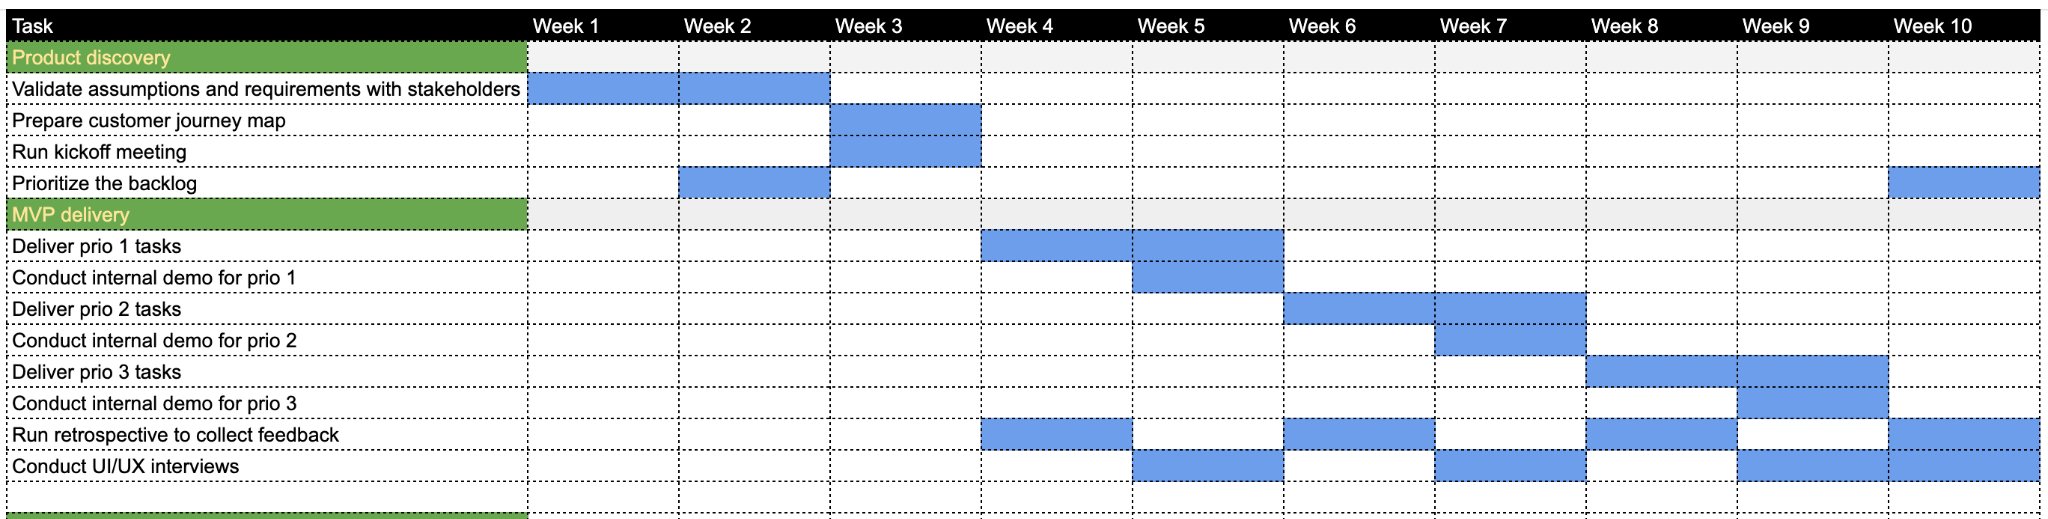 Task Week 1 Week 2 Week 3 Week 4 Week 5 Week 6 Week 7 Week 8 Week 9 Week 10
Product discovery
Validate assumptions and requirements with stakeholders
Prepare customer journey map
Run kickoff meeting
Prioritize the backlog
MVP delivery
Deliver prio 1 tasks
Conduct internal demo for prio 1
Deliver prio 2 tasks
Conduct internal demo for prio 2
Deliver prio 3 tasks
Conduct internal demo for prio 3
Run retrospective to collect feedback
Conduct UI/UX interviews